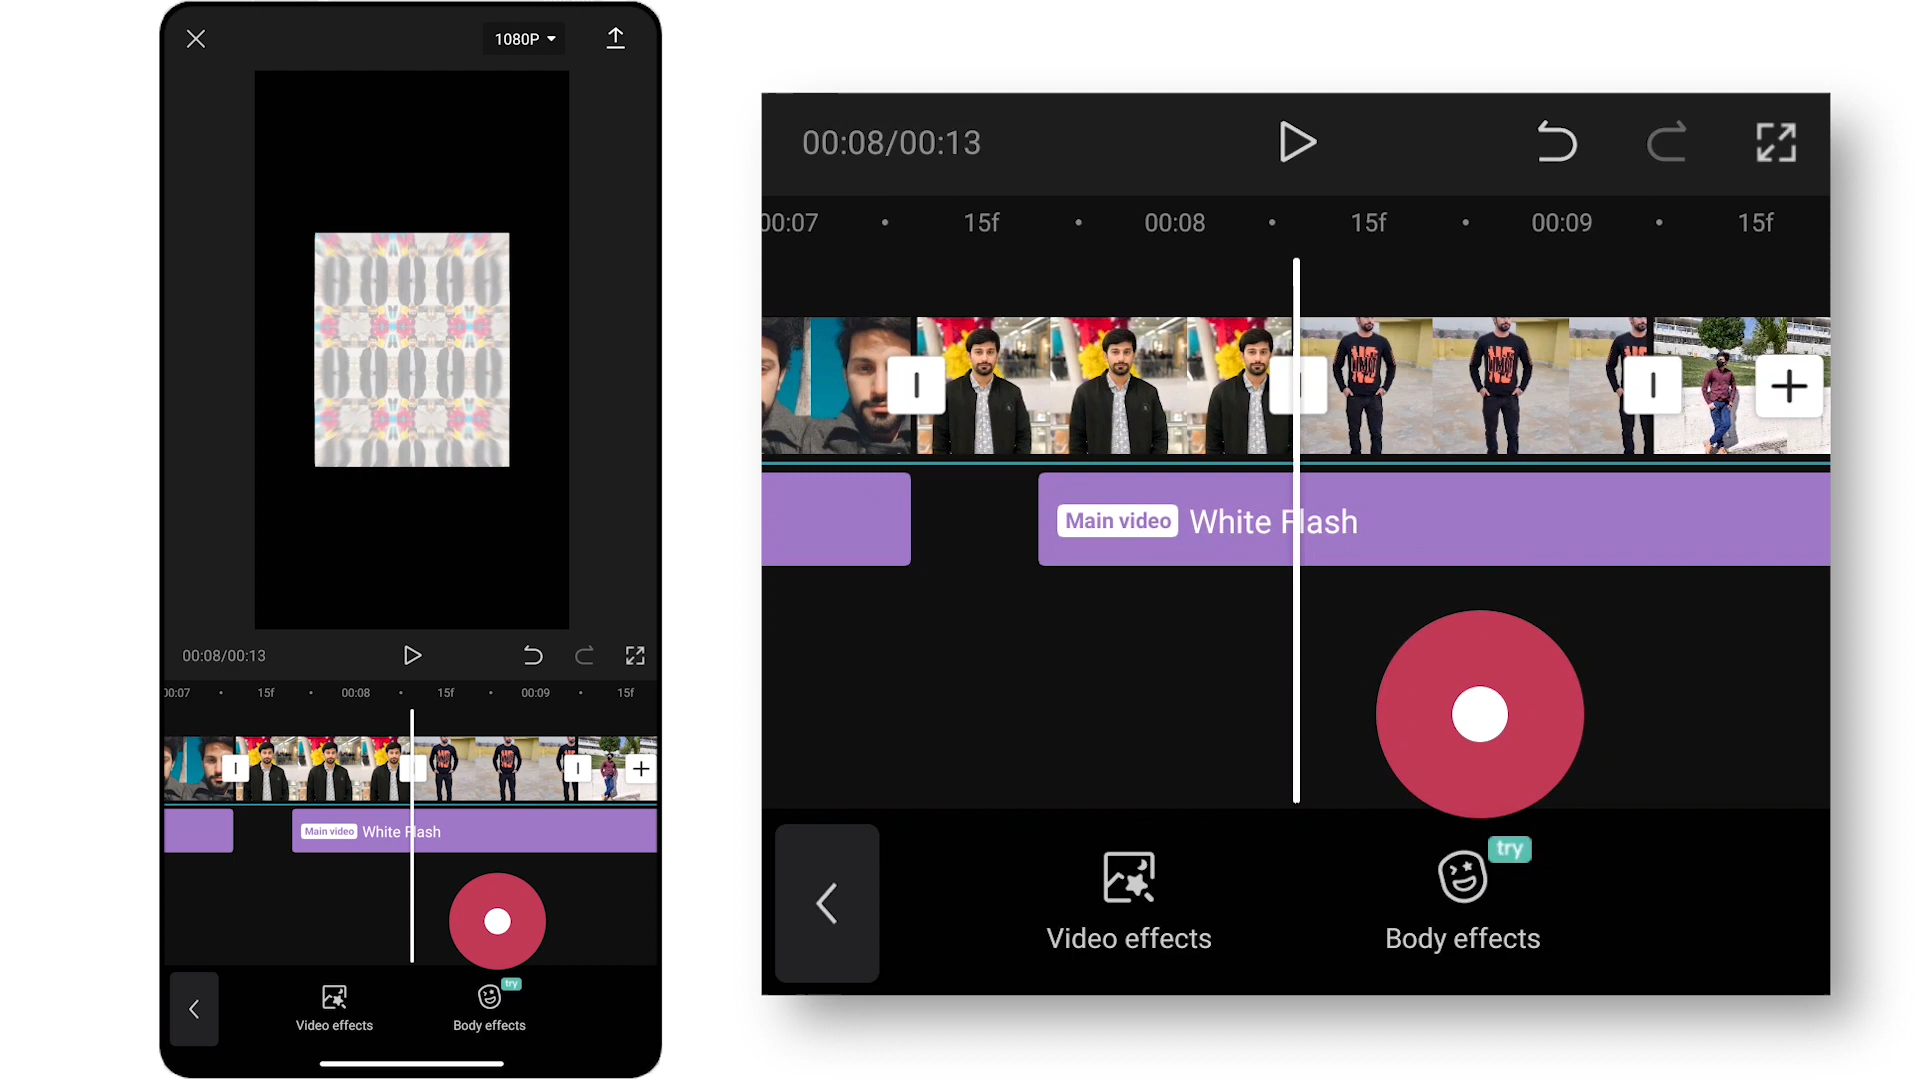 1080P
00:08/00:13
00:07 15f 00:08 15f 00:09 15f
Main video White Flash
try
Video effects Body effects
00:08/00:13
00:07 15f 00:08 15f 00:09 15f
Main video White Flash
try
Video effects Body effects